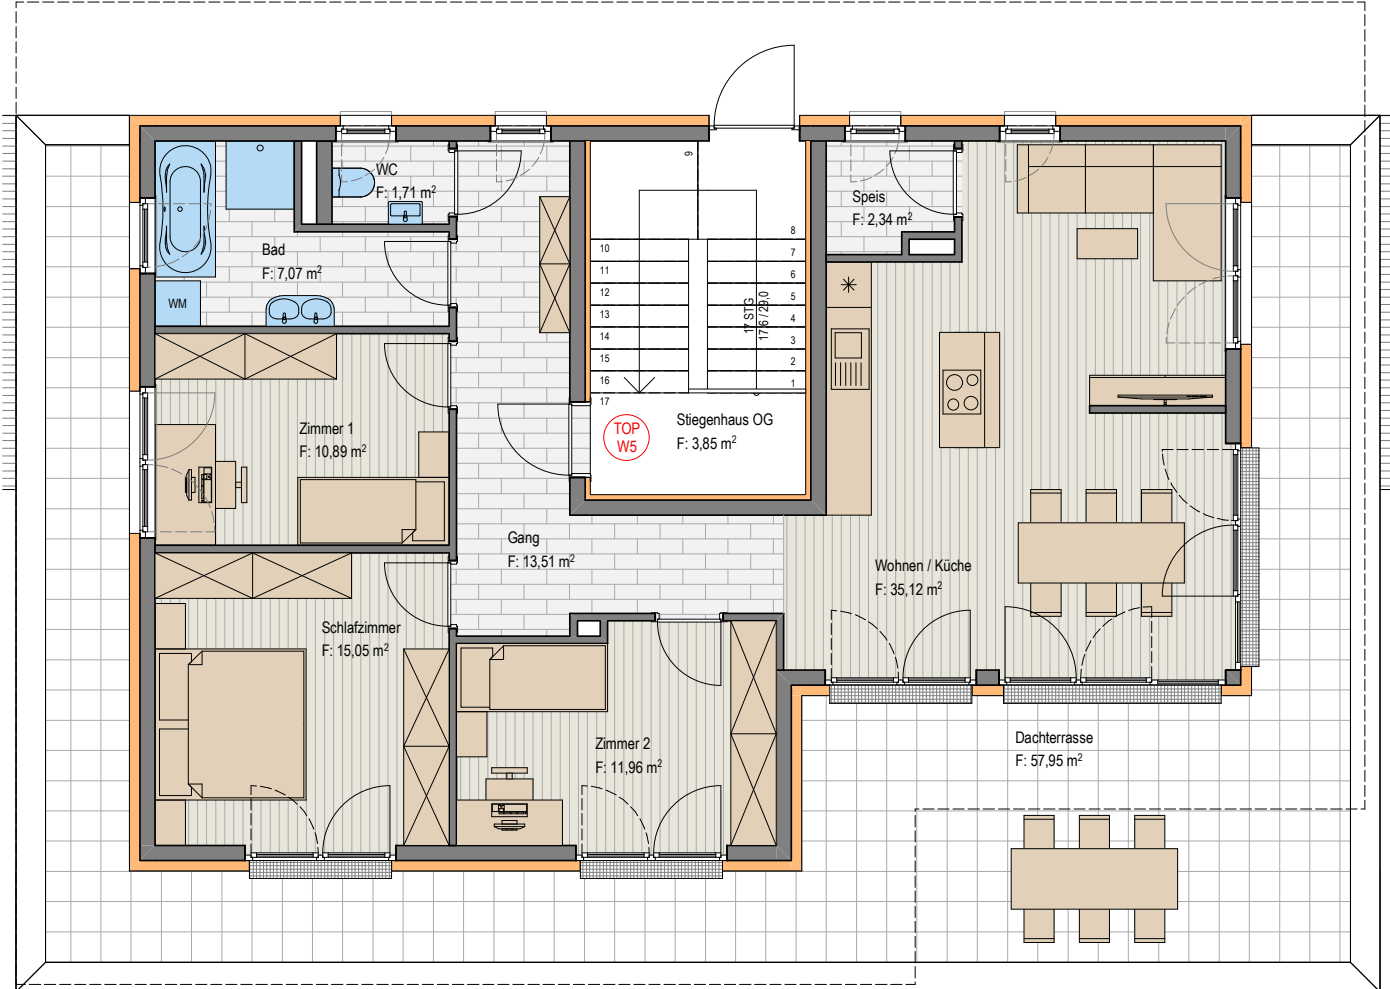 WC
F: 1,71 m²
Bad
F: 7,07 m²
WM
Zimmer 1
F: 10,89 m²
Schlafzimmer
F: 15,05 m²
Gang
F: 13,51 m²
Zimmer 2
F: 11,96 m²
9
10
11
12
13
14
15
16
17
8
7
6
5
4
3
2
1
17 STG
17,6 / 29,0
TOP
W5
Stiegenhaus OG
F: 3,85 m²
Speis
F: 2,34 m²
Wohnen / Küche
F: 35,12 m²
Dachterrasse
F: 57,95 m²